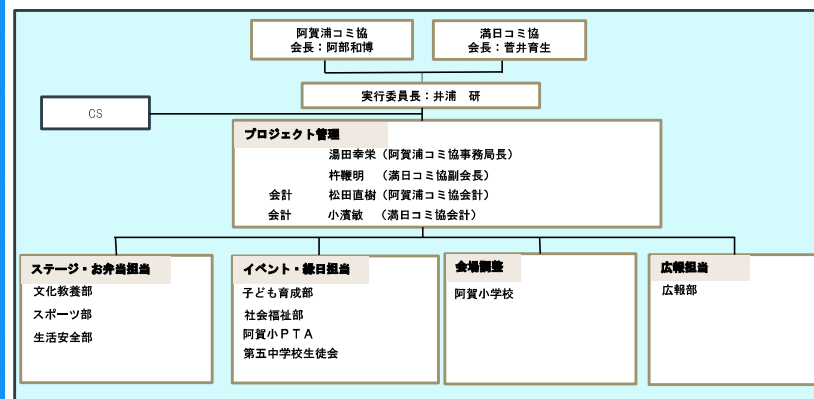 阿賀浦コミ協
会長：阿部和博
満日コミ協
会長：菅井育生
実行委員長：井浦　研
CS
プロジェクト管理
湯田幸栄（阿賀浦コミ協事務局長）
杵鞭明　（満日コミ協副会長）
会計　松田直樹（阿賀浦コミ協会計）
会計　小濱敏　（満日コミ協会計）
ステージ・お弁当担当
文化教養部
スポーツ部
生活安全部
イベント・縁日担当
子ども育成部
社会福祉部
阿賀小ＰＴＡ
第五中学校生徒会
会場調整
阿賀小学校
広報担当
広報部